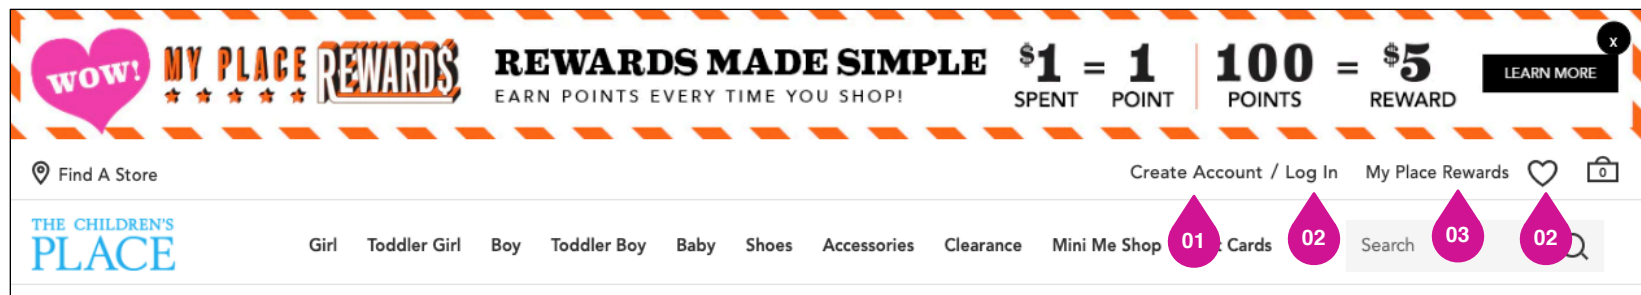 WOW! MY PLACE REWARDS
REWARDS MADE SIMPLE
EARN POINTS EVERY TIME YOU SHOP!
$1 SPENT = 1 POINT
100 POINTS = $5 REWARD
LEARN MORE
x
Find A Store
Create Account / Log In
My Place Rewards
0
THE CHILDREN'S
PLACE
Girl Toddler Girl Boy Toddler Boy Baby Shoes Accessories Clearance Mini Me Shop Cards
Search
01
02
03
02